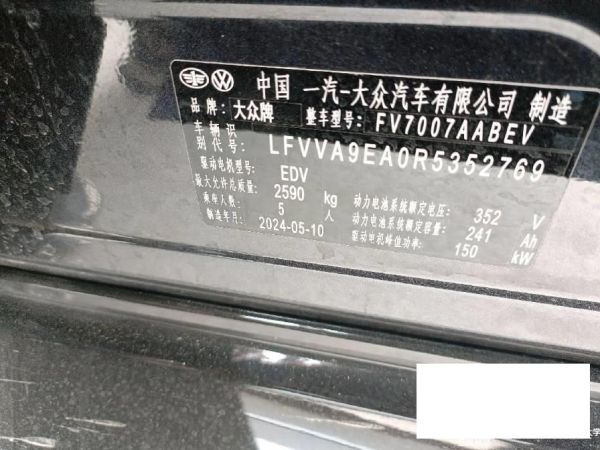 中国 一汽-大众汽车有限公司 制造
品牌: 大众牌 整车型号: FV7007AABEV
车辆识别代号: LFVVA9EA0R5352769
驱动电机型号: EDV
最大允许总质量: 2590 kg 动力电池系统额定电压: 352 V
乘坐人数: 5 人 动力电池系统额定容量: 241 Ah
制造年月: 2024-05-10 驱动电机峰值功率: 150 kW